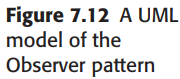 Figure 7.12 A UML
model of the
Observer pattern